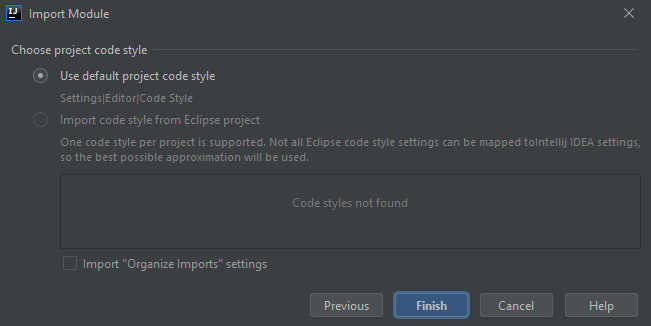 IJ
Import Module
Choose project code style
Use default project code style
Settings|Editor|Code Style
Import code style from Eclipse project
One code style per project is supported. Not all Eclipse code style settings can be mapped toIntellij IDEA settings,
so the best possible approximation will be used.
Code styles not found
Import "Organize Imports" settings
Previous Finish Cancel Help